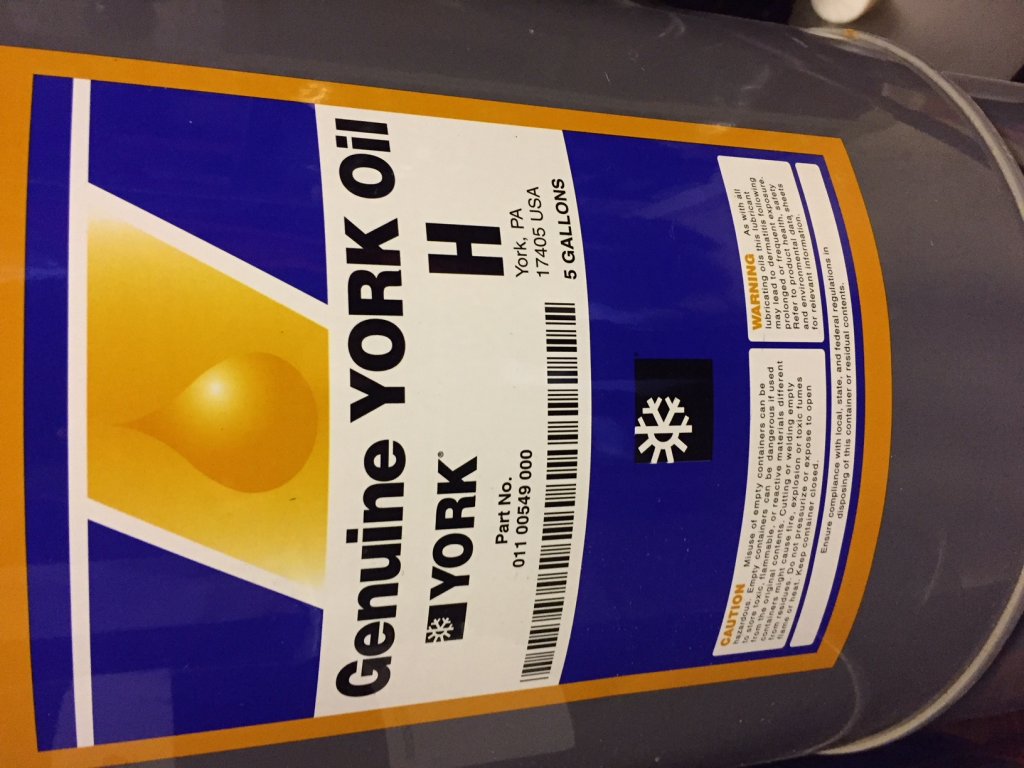 Genuine YORK Oil
YORK®
H
Part No.
011 00549 000
York, PA
17405 USA
5 GALLONS
CAUTION Misuse of empty containers can be
hazardous. Empty containers can be dangerous if used
to store toxic, flammable, or reactive materials different
from the original contents. Cutting or welding empty
containers might cause fire, explosion or toxic fumes
from residues. Do not pressurize or expose to open
flame or heat. Keep container closed.
WARNING As with all
lubricating oils this lubricant
may lead to dermatitis following
prolonged or frequent exposure.
Refer to product health, safety
and environmental data sheets
for relevant information.
Ensure compliance with local, state, and federal regulations in
disposing of this container or residual contents.